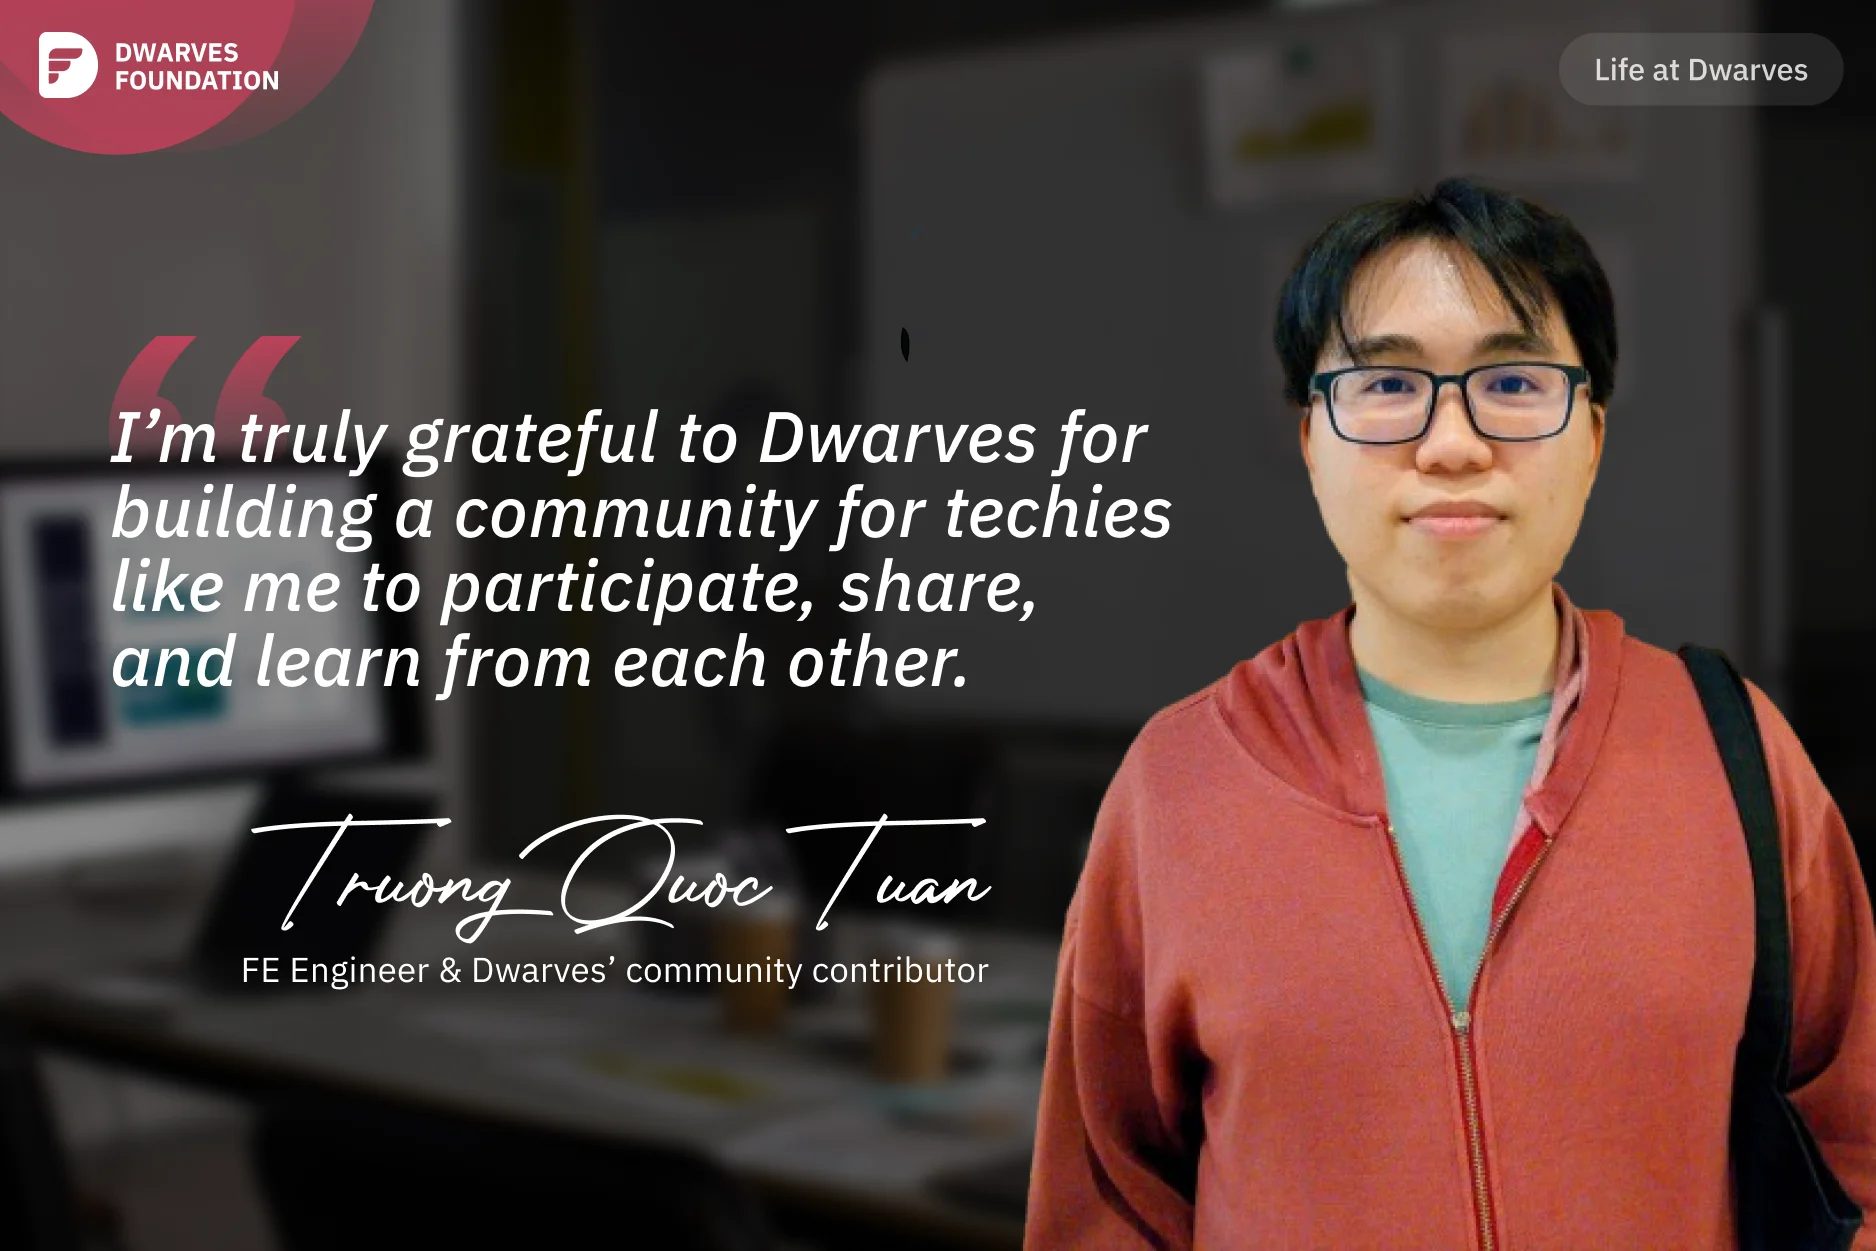 DWARVES
FOUNDATION
Life at Dwarves
I’m truly grateful to Dwarves for
building a community for techies
like me to participate, share,
and learn from each other.
Truong Quoc Tuan
FE Engineer & Dwarves’ community contributor